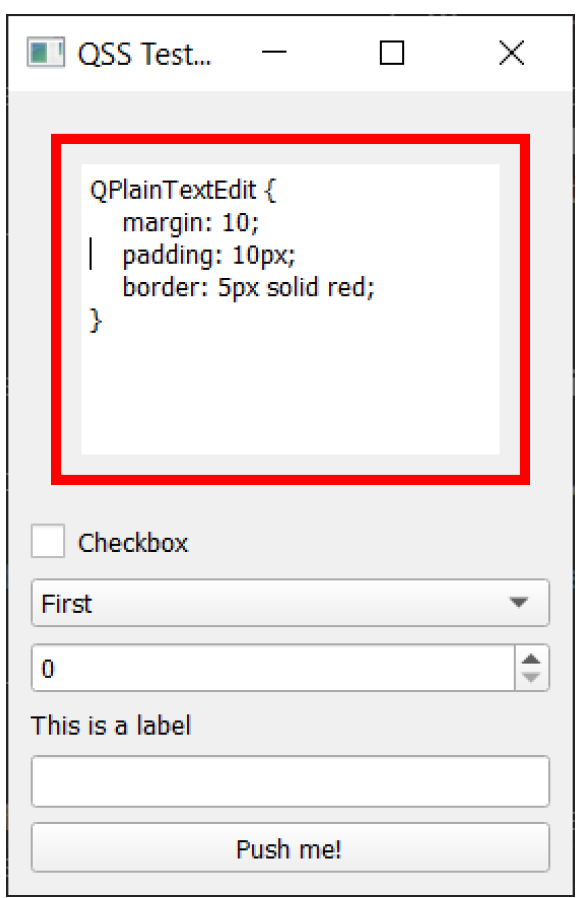 QSS Test...
QPlainTextEdit {
    margin: 10;
    padding: 10px;
    border: 5px solid red;
}
Checkbox
First
0
This is a label
Push me!